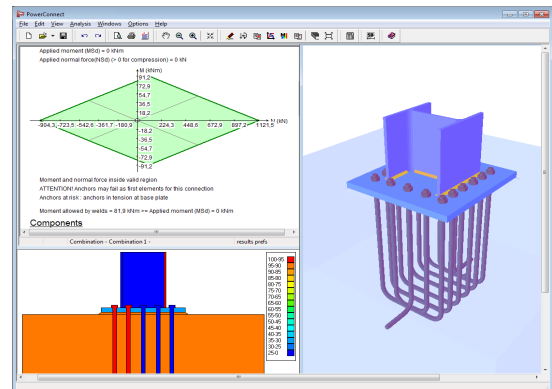 PowerConnect
File Edit View Analysis Windows Options Help
Applied moment (MSd) = 0 kNm
Applied normal force(NSd) (> 0 for compression) = 0 kN
M (kNm)
91,2
72,9
54,7
36,5
18,2
-904,3 -723,5 -542,6 -361,7 -180,9 224,3 448,6 672,9 897,2 1121,5 N (kN)
-18,2
-36,5
-54,7
-72,9
-91,2
Moment and normal force inside valid region
ATTENTION! Anchors may fail as first elements for this connection
Anchors at risk : anchors in tension at base plate
Moment allowed by welds = 81,9 kNm >= Applied moment (MSd) = 0 kNm
Components
Combination - Combination 1 - results prefs
100-95
95-90
90-85
85-80
80-75
75-70
70-65
65-60
60-55
55-50
50-45
45-40
40-35
35-30
30-25
25-0